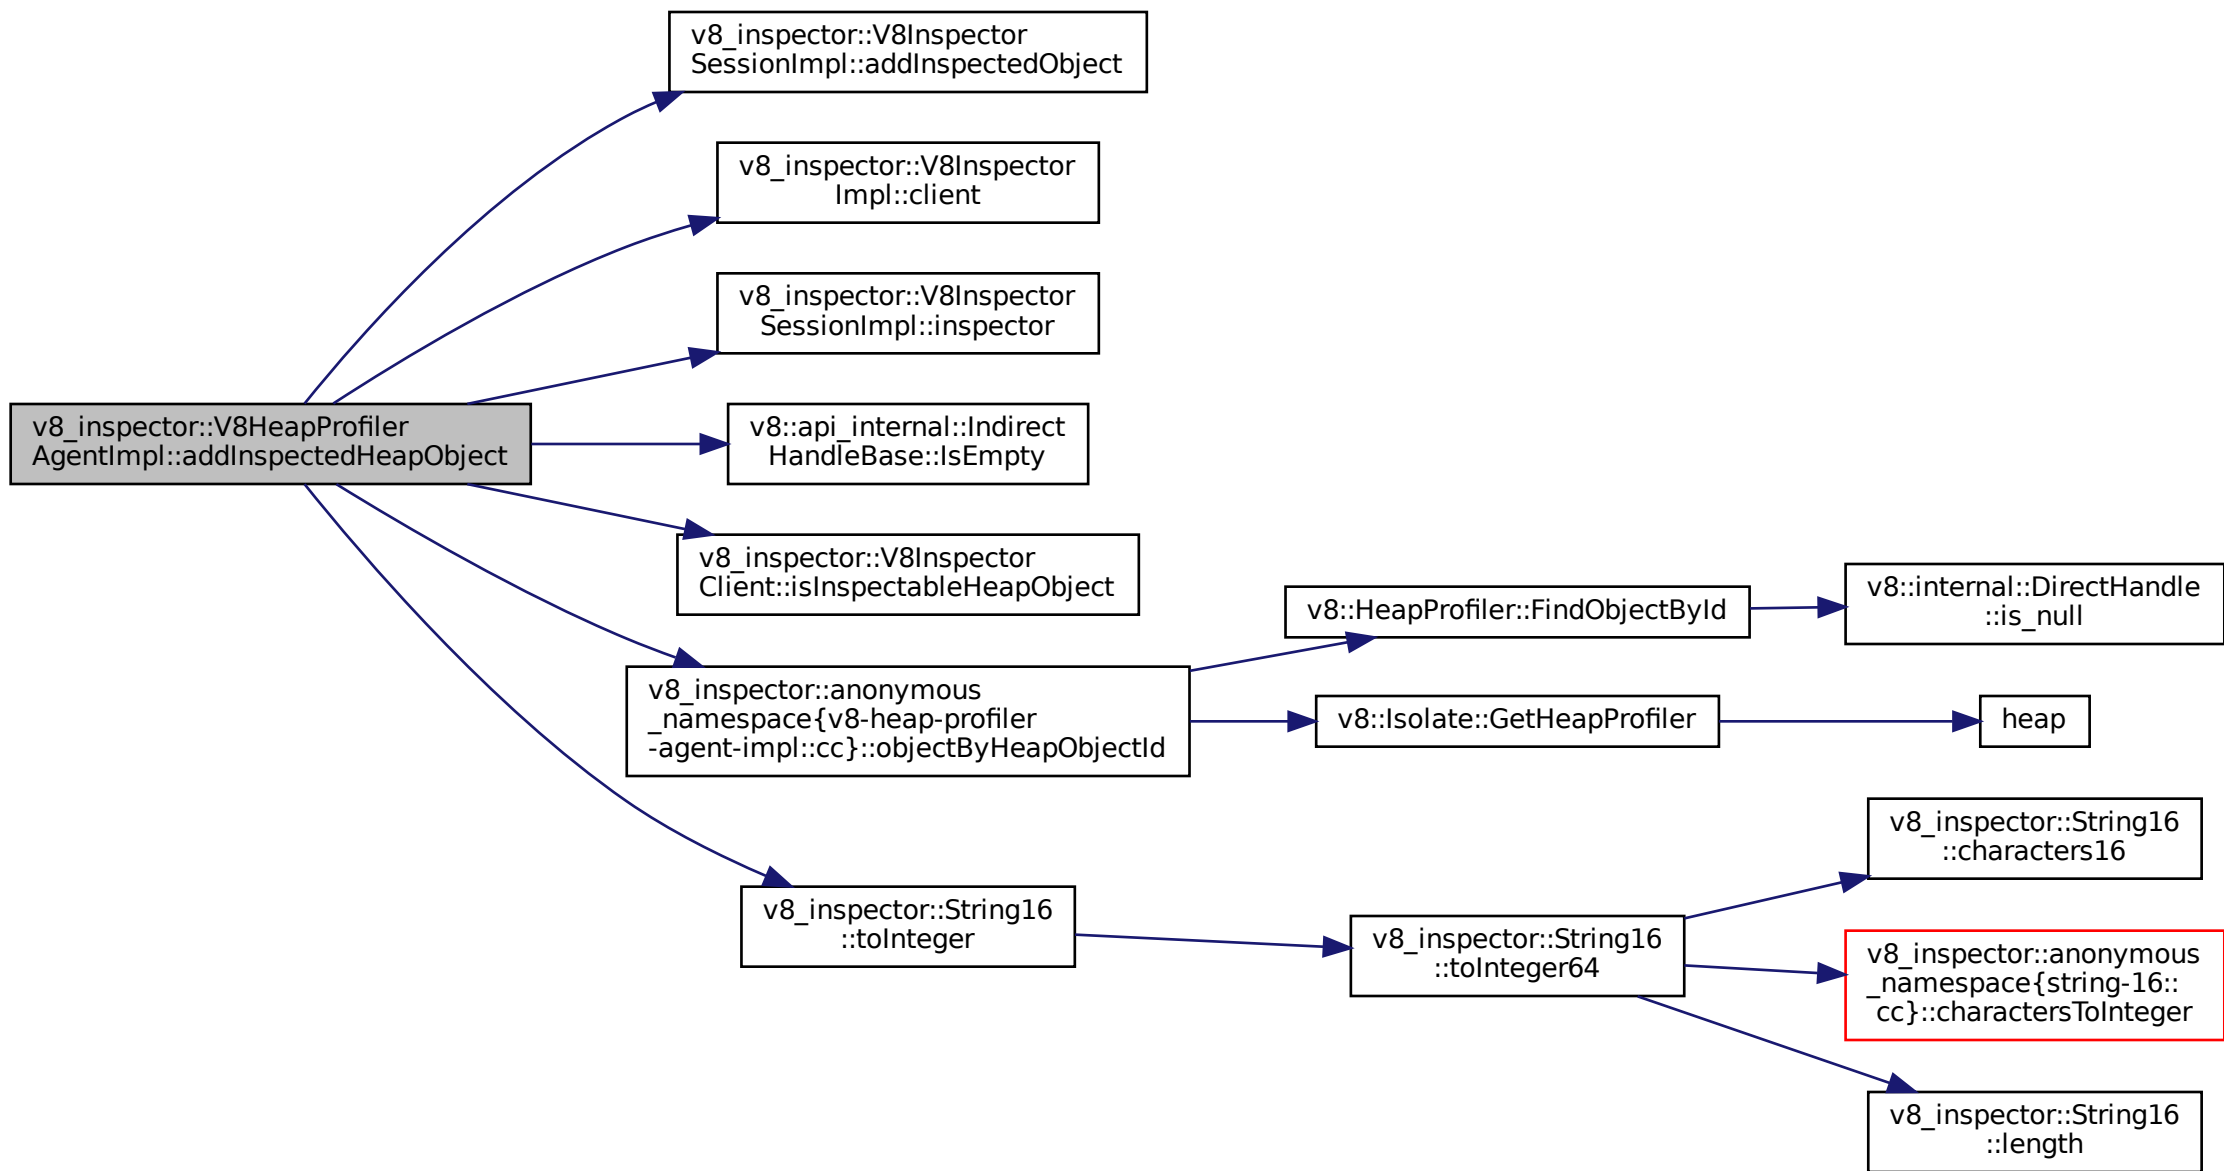 v8_inspector::V8Inspector
SessionImpl::addInspectedObject
v8_inspector::V8Inspector
Impl::client
v8_inspector::V8Inspector
SessionImpl::inspector
v8_inspector::V8HeapProfiler
AgentImpl::addInspectedHeapObject
v8::api_internal::Indirect
HandleBase::IsEmpty
v8_inspector::V8Inspector
Client::isInspectableHeapObject
v8_inspector::anonymous
_namespace{v8-heap-profiler
-agent-impl::cc}::objectByHeapObjectId
v8::HeapProfiler::FindObjectById
v8::internal::DirectHandle
::is_null
v8::Isolate::GetHeapProfiler
heap
v8_inspector::String16
::toInteger
v8_inspector::String16
::toInteger64
v8_inspector::String16
::characters16
v8_inspector::anonymous
_namespace{string-16::
cc}::charactersToInteger
v8_inspector::String16
::length